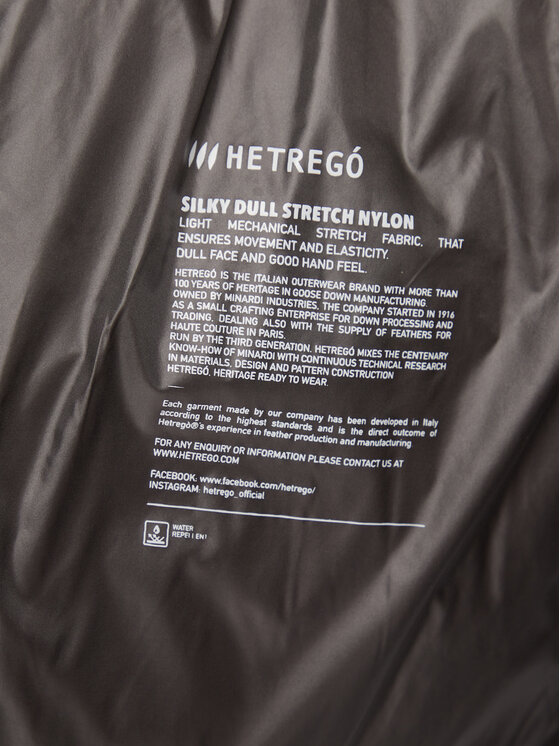 HETREGÓ
SILKY DULL STRETCH NYLON
LIGHT MECHANICAL STRETCH FABRIC, THAT
ENSURES MOVEMENT AND ELASTICITY.
DULL FACE AND GOOD HAND FEEL.
HETREGÓ IS THE ITALIAN OUTERWEAR BRAND WITH MORE THAN
100 YEARS OF HERITAGE IN GOOSE DOWN MANUFACTURING.
OWNED BY MINARDI INDUSTRIES. THE COMPANY STARTED IN 1916
AS A SMALL CRAFTING ENTERPRISE FOR DOWN PROCESSING AND
TRADING. DEALING ALSO WITH THE SUPPLY OF FEATHERS FOR
HAUTE COUTURE IN PARIS.
RUN BY THE THIRD GENERATION. HETREGÓ MIXES THE CENTENARY
KNOW-HOW OF MINARDI WITH CONTINUOUS TECHNICAL RESEARCH
IN MATERIALS, DESIGN AND PATTERN CONSTRUCTION
HETREGÓ. HERITAGE READY TO WEAR.
Each garment made by our company has been developed in Italy
according to the highest standards and is the direct outcome of
Hetregò®'s experience in feather production and manufacturing
FOR ANY ENQUIRY OR INFORMATION PLEASE CONTACT US AT
WWW.HETREGO.COM
FACEBOOK: www.facebook.com/hetrego/
INSTAGRAM: hetrego_official
WATER
REPELLENT